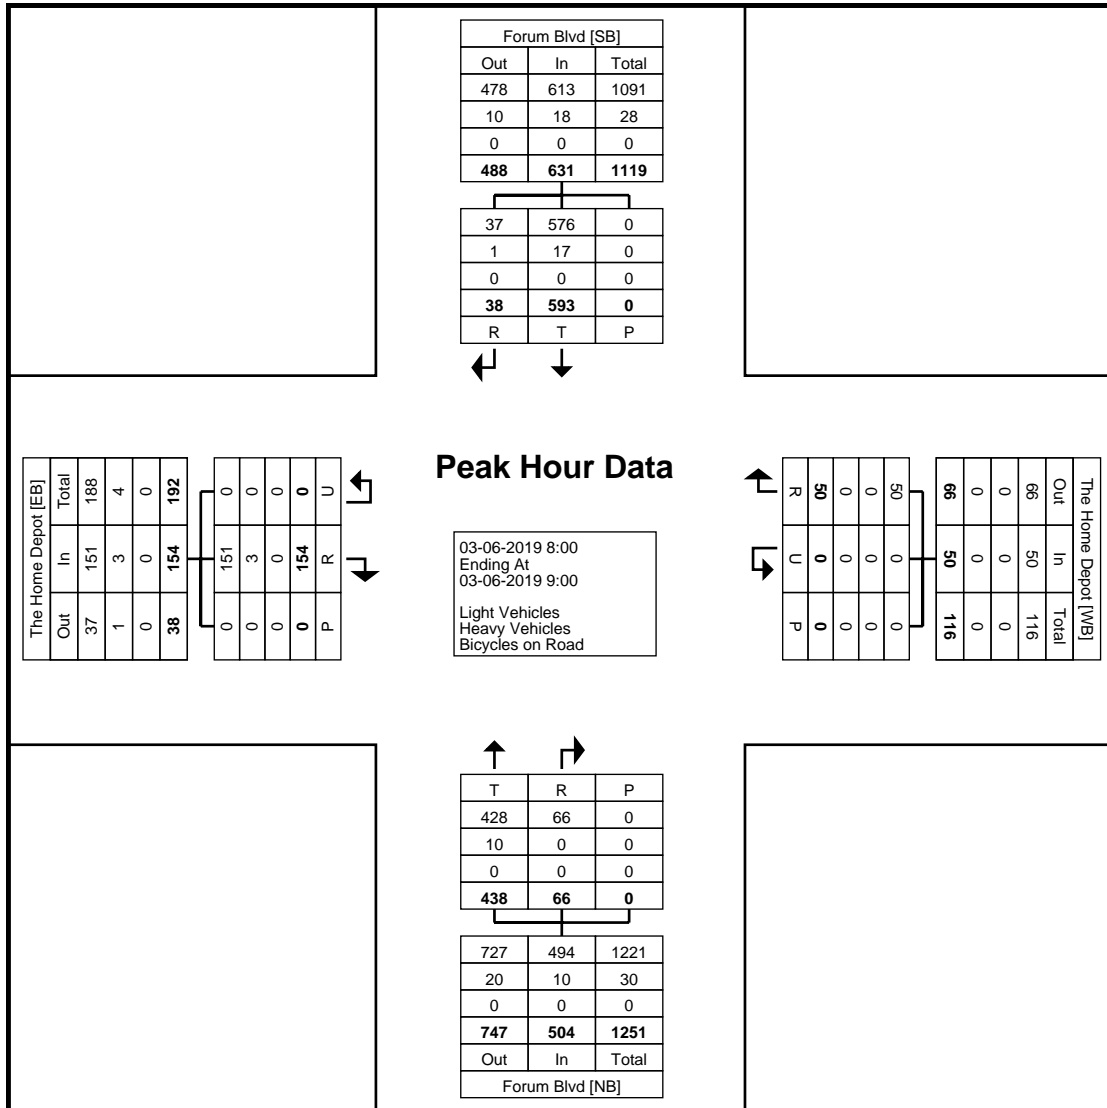 Forum Blvd [SB]
Out In Total
478 613 1091
10 18 28
0 0 0
488 631 1119
37 576 0
1 17 0
0 0 0
38 593 0
R T P
Peak Hour Data
The Home Depot [EB]
Total In Out
188 151 37
4 3 1
0 0 0
192 154 38
0 151 0
0 3 0
0 0 0
0 154 0
U R P
03-06-2019 8:00
Ending At
03-06-2019 9:00
Light Vehicles
Heavy Vehicles
Bicycles on Road
The Home Depot [WB]
Out In Total
66 50 116
0 0 0
0 0 0
66 50 116
50 0 0
0 0 0
0 0 0
50 0 0
R U P
T R P
428 66 0
10 0 0
0 0 0
438 66 0
727 494 1221
20 10 30
0 0 0
747 504 1251
Out In Total
Forum Blvd [NB]